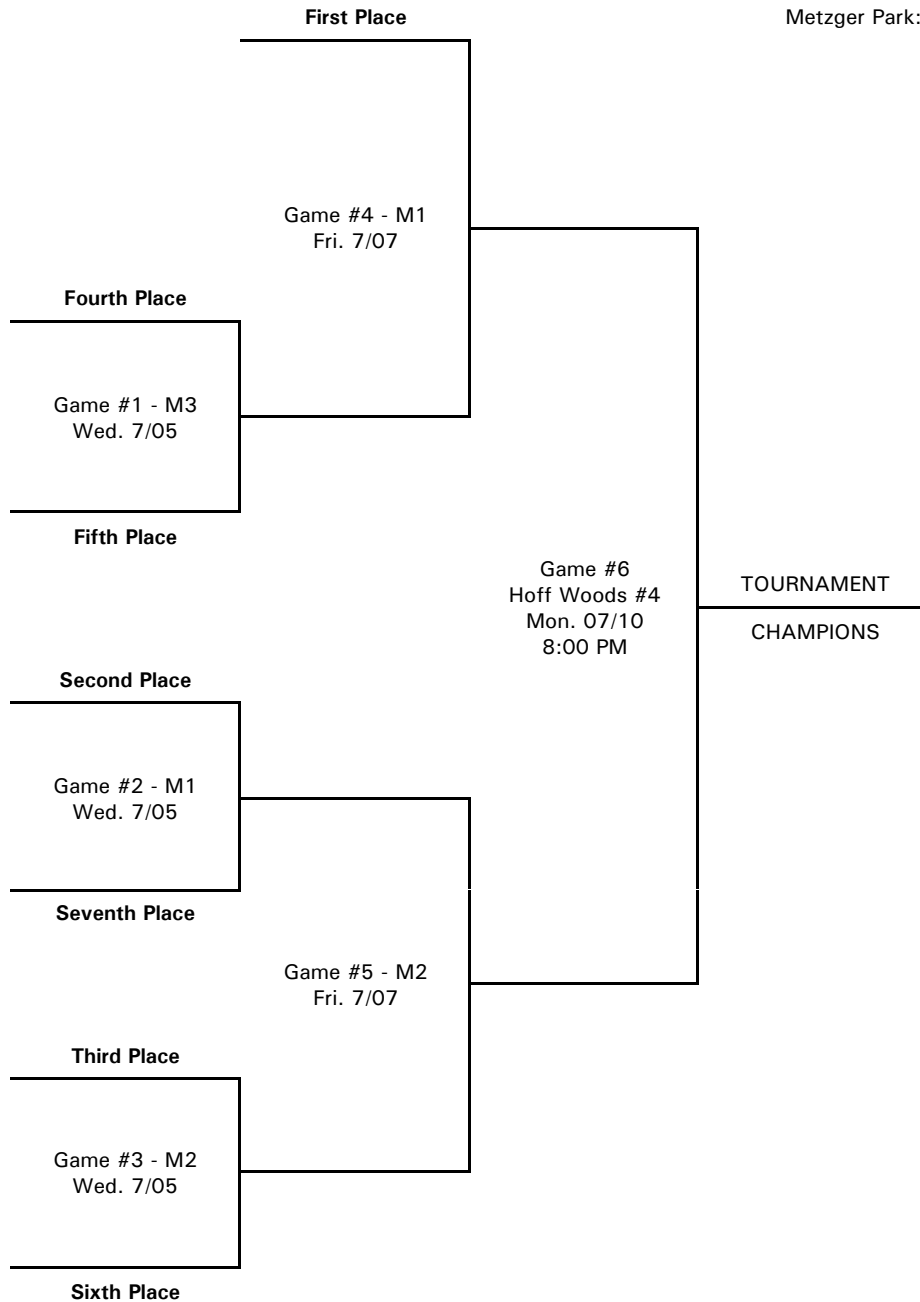 First Place
Metzger Park:
Game #4 - M1
Fri. 7/07
Fourth Place
Game #1 - M3
Wed. 7/05
Fifth Place
Game #6
Hoff Woods #4
Mon. 07/10
8:00 PM
TOURNAMENT
CHAMPIONS
Second Place
Game #2 - M1
Wed. 7/05
Seventh Place
Game #5 - M2
Fri. 7/07
Third Place
Game #3 - M2
Wed. 7/05
Sixth Place